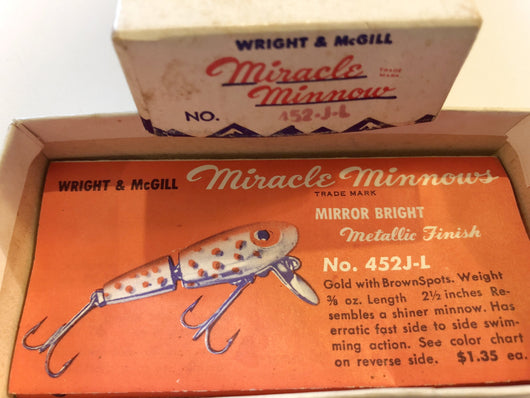 WRIGHT & McGILL
Miracle TRADE
Minnow MARK
NO. 452-J-L
WRIGHT & McGILL Miracle Minnows
TRADE MARK
MIRROR BRIGHT
Metallic Finish
No. 452J-L
Gold with BrownSpots. Weight
⅜ oz. Length 2½ inches Re-
sembles a shiner minnow. Has
erratic fast side to side swim-
ming action. See color chart
on reverse side. $1.35 ea.